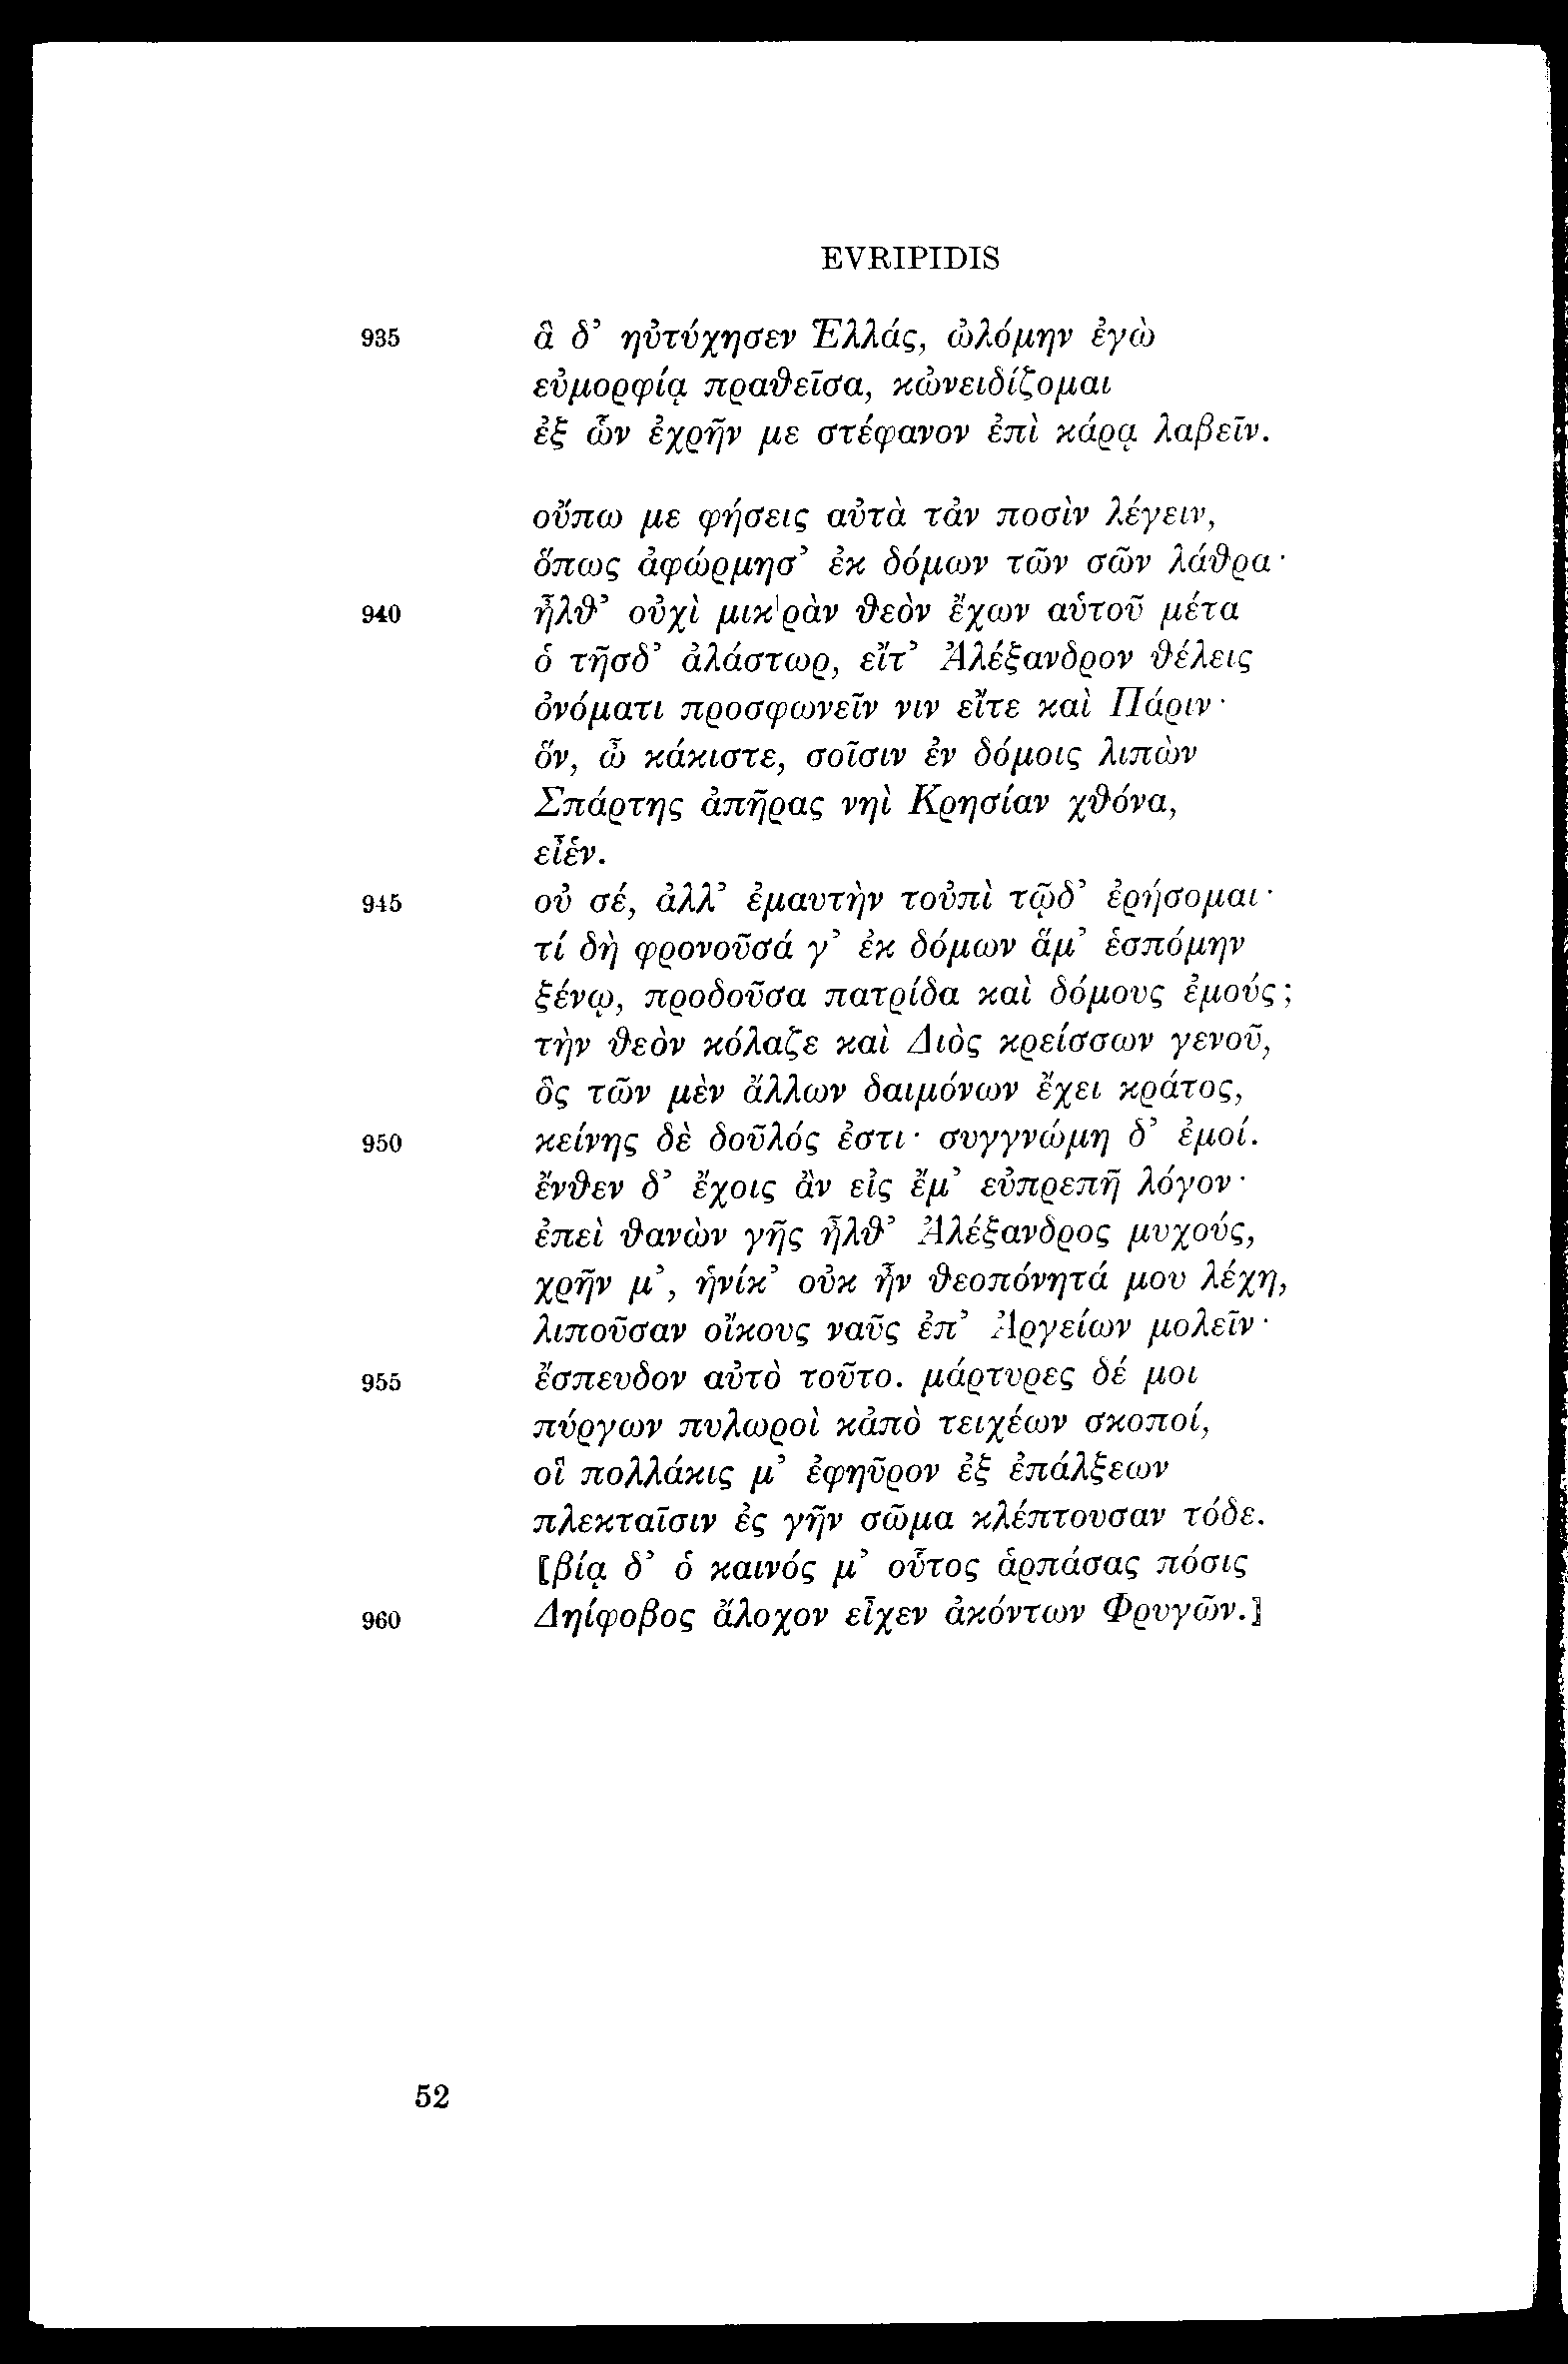 EVRIPIDIS
935 ἃ δ’ ηὐτύχησεν Ἑλλάς, ὠλόμην ἐγὼ
εὐμορφίᾳ πραθεῖσα, κὠνειδίζομαι
ἐξ ὧν ἐχρῆν με στέφανον ἐπὶ κάρᾳ λαβεῖν.
οὔπω με φήσεις αὐτὰ τἀν ποσὶν λέγειν,
ὅπως ἀφώρμησ’ ἐκ δόμων τῶν σῶν λάθρα·
940 ἦλθ’ οὐχὶ μικρὰν θεὸν ἔχων αὑτοῦ μέτα
ὁ τῆσδ’ ἀλάστωρ, εἴτ’ Ἀλέξανδρον θέλεις
ὀνόματι προσφωνεῖν νιν εἴτε καὶ Πάριν·
ὅν, ὦ κάκιστε, σοῖσιν ἐν δόμοις λιπὼν
Σπάρτης ἀπῆρας νηὶ Κρησίαν χθόνα,
εἶἑν.
945 οὐ σέ, ἀλλ’ ἐμαυτὴν τοὐπὶ τῷδ’ ἐρήσομαι·
τί δὴ φρονοῦσά γ’ ἐκ δόμων ἅμ’ ἑσπόμην
ξένῳ, προδοῦσα πατρίδα καὶ δόμους ἐμούς;
τὴν θεὸν κόλαζε καὶ Διὸς κρείσσων γενοῦ,
ὃς τῶν μὲν ἄλλων δαιμόνων ἔχει κράτος,
950 κείνης δὲ δοῦλός ἐστι· συγγνώμη δ’ ἐμοί.
ἔνθεν δ’ ἔχοις ἂν εἰς ἔμ’ εὐπρεπῆ λόγον·
ἐπεὶ θανὼν γῆς ἦλθ’ Ἀλέξανδρος μυχούς,
χρῆν μ’, ἡνίκ’ οὐκ ἦν θεοπόνητά μου λέχη,
λιποῦσαν οἴκους ναῦς ἐπ’ Ἀργείων μολεῖν·
955 ἔσπευδον αὐτὸ τοῦτο. μάρτυρες δέ μοι
πύργων πυλωροὶ κἀπὸ τειχέων σκοποί,
οἳ πολλάκις μ’ ἐφηῦρον ἐξ ἐπάλξεων
πλεκταῖσιν ἐς γῆν σῶμα κλέπτουσαν τόδε.
[βίᾳ δ’ ὁ καινός μ’ οὗτος ἁρπάσας πόσις
960 Δηίφοβος ἄλοχον εἶχεν ἀκόντων Φρυγῶν.]
52